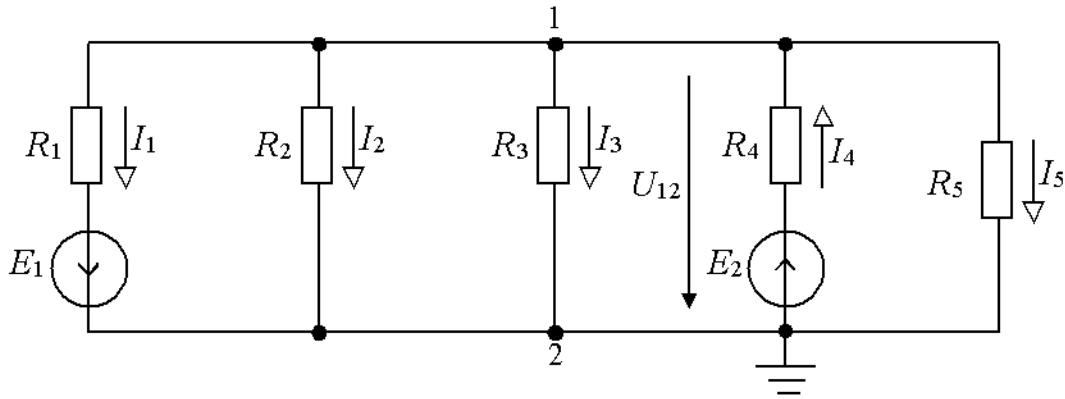 1
R₁
I₁
R₂
I₂
R₃
I₃
U₁₂
R₄
I₄
R₅
I₅
E₁
E₂
2